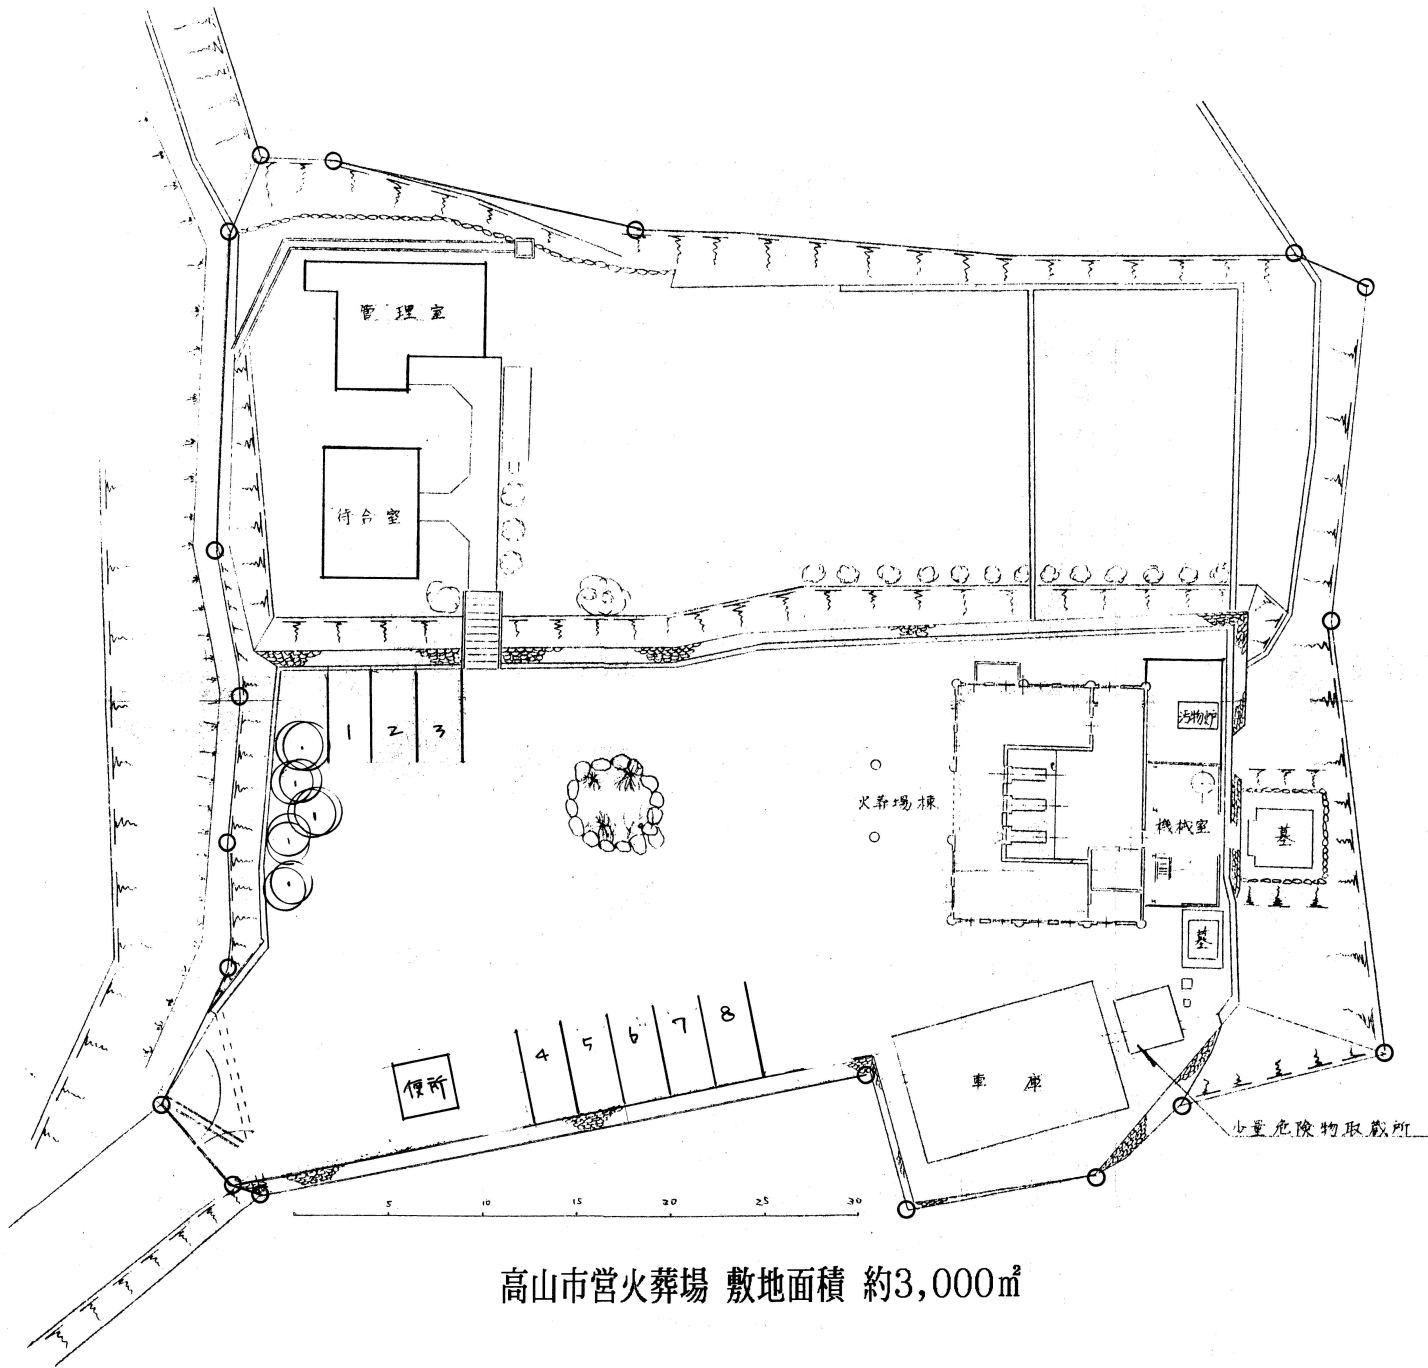 管理室
待合室
1 2 3
汚物炉
火葬場棟
機械室
墓
墓
4 5 6 7 8
便所
車庫
少量危険物取蔵所
5 10 15 20 25 30
高山市営火葬場 敷地面積 約3,000㎡